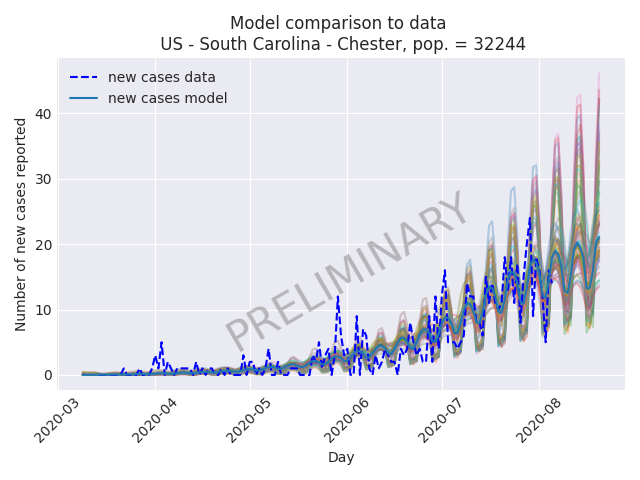 Model comparison to data
US - South Carolina - Chester, pop. = 32244
new cases data
new cases model
PRELIMINARY
Number of new cases reported
40
30
20
10
0
2020-03
2020-04
2020-05
2020-06
2020-07
2020-08
Day